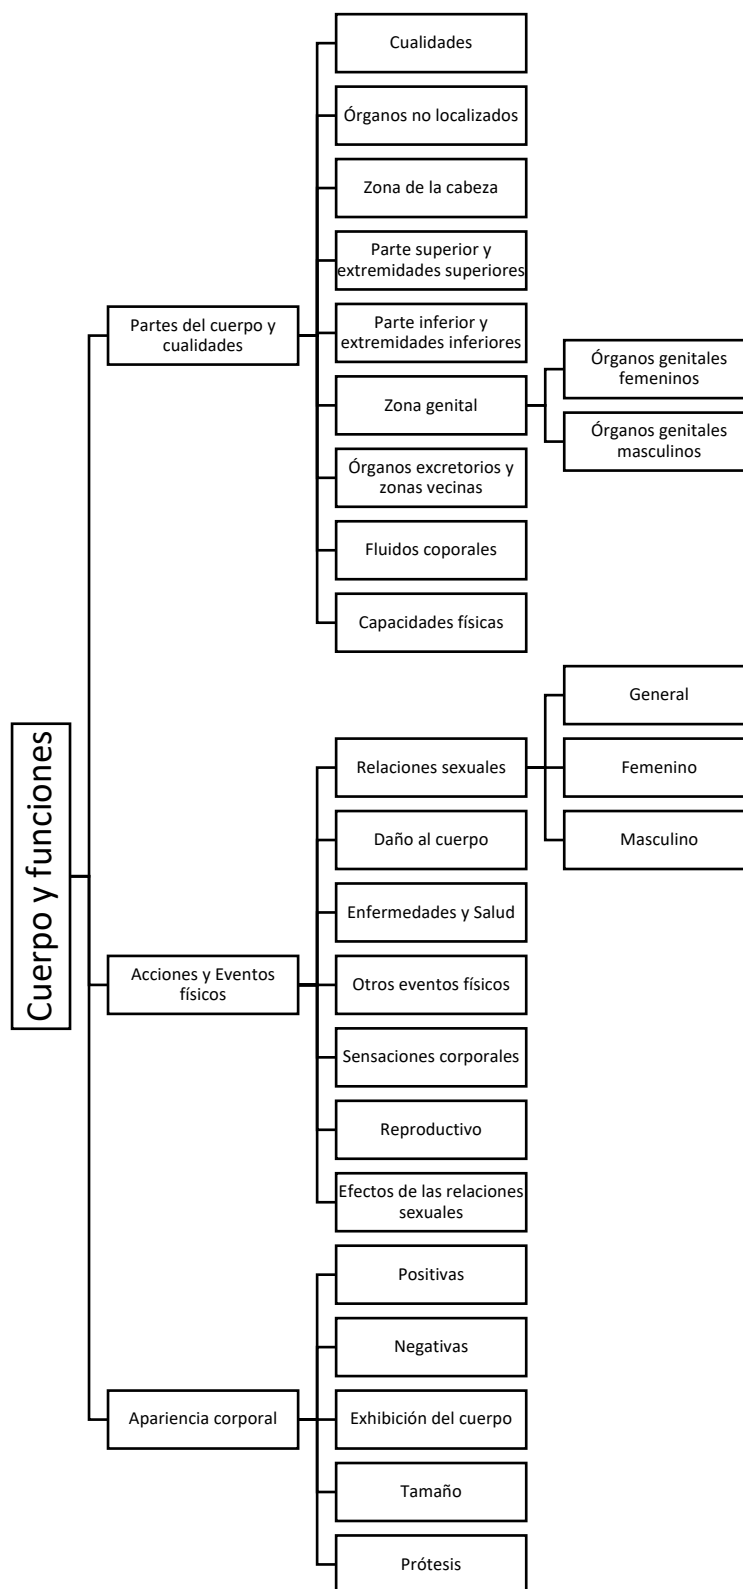 Cuerpo y funciones
Partes del cuerpo y
cualidades
Cualidades
Órganos no localizados
Zona de la cabeza
Parte superior y
extremidades superiores
Parte inferior y
extremidades inferiores
Zona genital
Órganos genitales
femeninos
Órganos genitales
masculinos
Órganos excretorios y
zonas vecinas
Fluidos coporales
Capacidades físicas
Acciones y Eventos
físicos
Relaciones sexuales
General
Femenino
Masculino
Daño al cuerpo
Enfermedades y Salud
Otros eventos físicos
Sensaciones corporales
Reproductivo
Efectos de las relaciones
sexuales
Apariencia corporal
Positivas
Negativas
Exhibición del cuerpo
Tamaño
Prótesis